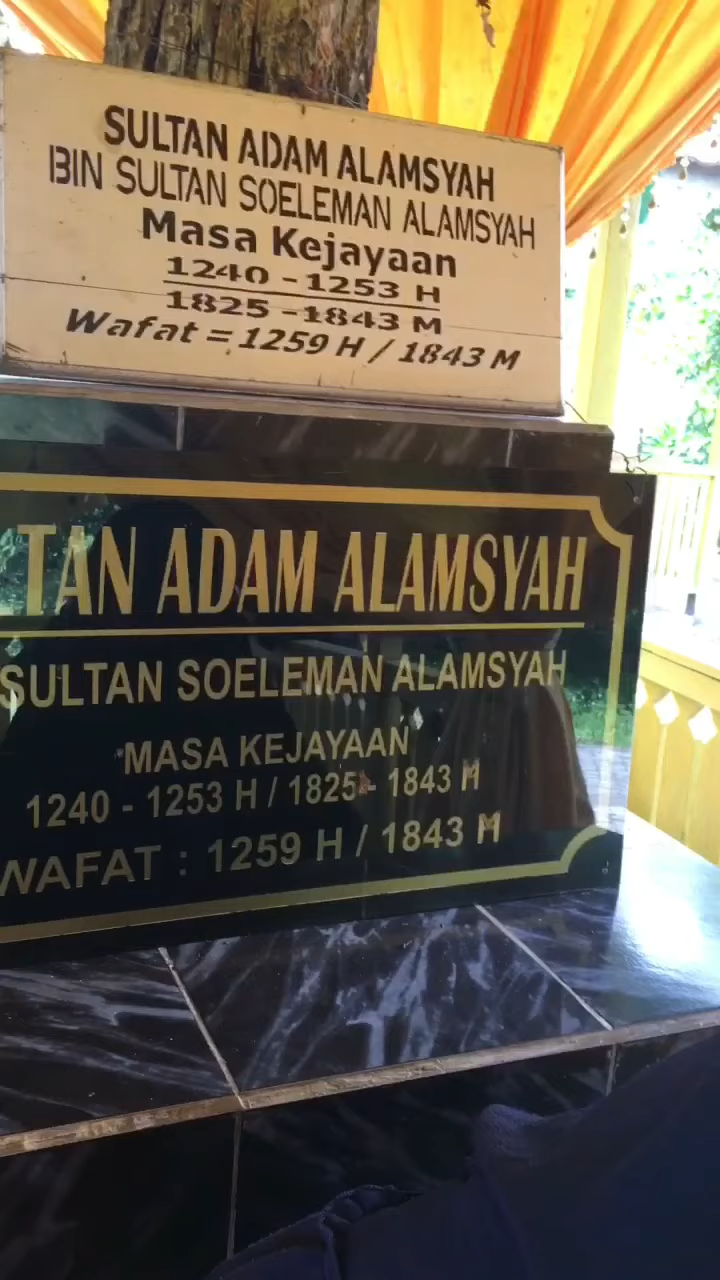 SULTAN ADAM ALAMSYAH
BIN SULTAN SOELEMAN ALAMSYAH
Masa Kejayaan
1240 - 1253 H
1825 - 1843 M
Wafat = 1259 H / 1843 M
TAN ADAM ALAMSYAH
SULTAN SOELEMAN ALAMSYAH
MASA KEJAYAAN
1240 - 1253 H / 1825 - 1843 M
WAFAT : 1259 H / 1843 M